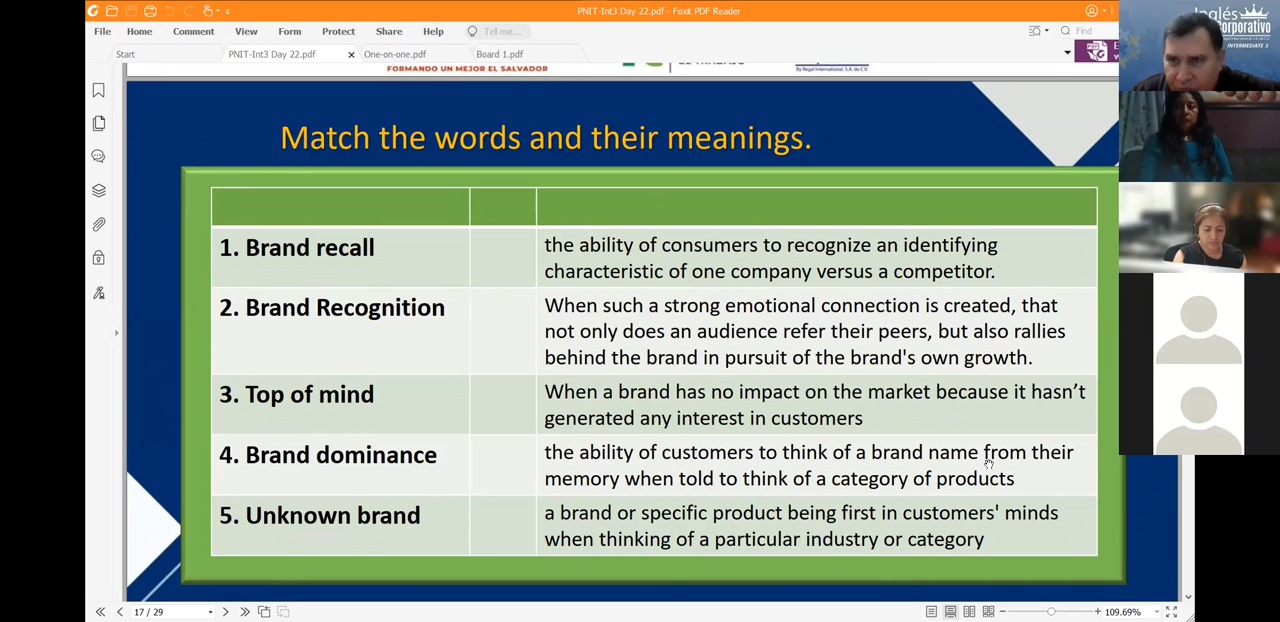 PNIT-Int3 Day 22.pdf - Foxit PDF Reader
File Home Comment View Form Protect Share Help Tell me... Find
Start PNIT-Int3 Day 22.pdf One-on-one.pdf Board 1.pdf
FORMANDO UN MEJOR EL SALVADOR
By Regal International, S.A. de C.V
Inglés
Corporativo
INTERMEDIATE 3
Match the words and their meanings.
1. Brand recall
the ability of consumers to recognize an identifying
characteristic of one company versus a competitor.
2. Brand Recognition
When such a strong emotional connection is created, that
not only does an audience refer their peers, but also rallies
behind the brand in pursuit of the brand's own growth.
3. Top of mind
When a brand has no impact on the market because it hasn’t
generated any interest in customers
4. Brand dominance
the ability of customers to think of a brand name from their
memory when told to think of a category of products
5. Unknown brand
a brand or specific product being first in customers' minds
when thinking of a particular industry or category
17 / 29
109.69%